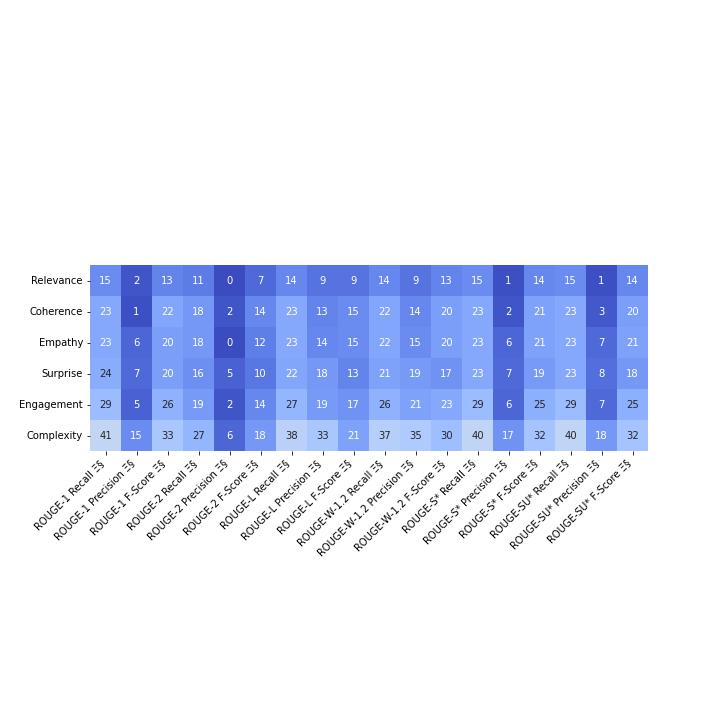 Relevance 15 2 13 11 0 7 14 9 9 14 9 13 15 1 14 15 1 14
Coherence 23 1 22 18 2 14 23 13 15 22 14 20 23 2 21 23 3 20
Empathy 23 6 20 18 0 12 23 14 15 22 15 20 23 6 21 23 7 21
Surprise 24 7 20 16 5 10 22 18 13 21 19 17 23 7 19 23 8 18
Engagement 29 5 26 19 2 14 27 19 17 26 21 23 29 6 25 29 7 25
Complexity 41 15 33 27 6 18 38 33 21 37 35 30 40 17 32 40 18 32
ROUGE-1 Recall Ξ§
ROUGE-1 Precision Ξ§
ROUGE-1 F-Score Ξ§
ROUGE-2 Recall Ξ§
ROUGE-2 Precision Ξ§
ROUGE-2 F-Score Ξ§
ROUGE-L Recall Ξ§
ROUGE-L Precision Ξ§
ROUGE-L F-Score Ξ§
ROUGE-W-1.2 Recall Ξ§
ROUGE-W-1.2 Precision Ξ§
ROUGE-W-1.2 F-Score Ξ§
ROUGE-S* Recall Ξ§
ROUGE-S* Precision Ξ§
ROUGE-S* F-Score Ξ§
ROUGE-SU* Recall Ξ§
ROUGE-SU* Precision Ξ§
ROUGE-SU* F-Score Ξ§